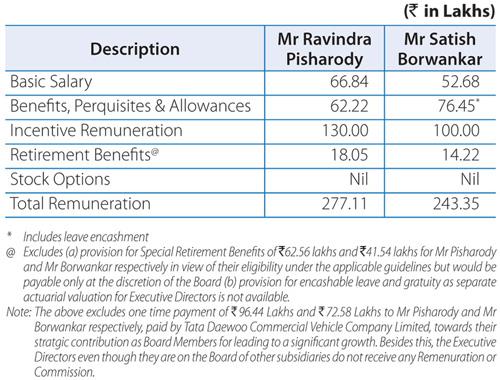 (₹ in Lakhs)
Description Mr Ravindra Pisharody Mr Satish Borwankar
Basic Salary 66.84 52.68
Benefits, Perquisites & Allowances 62.22 76.45*
Incentive Remuneration 130.00 100.00
Retirement Benefits@ 18.05 14.22
Stock Options Nil Nil
Total Remuneration 277.11 243.35
* Includes leave encashment
@ Excludes (a) provision for Special Retirement Benefits of ₹62.56 lakhs and ₹41.54 lakhs for Mr Pisharody
and Mr Borwankar respectively in view of their eligibility under the applicable guidelines but would be
payable only at the discretion of the Board (b) provision for encashable leave and gratuity as separate
actuarial valuation for Executive Directors is not available.
Note: The above excludes one time payment of ₹ 96.44 Lakhs and ₹ 72.58 Lakhs to Mr Pisharody and Mr
Borwankar respectively, paid by Tata Daewoo Commercial Vehicle Company Limited, towards their
stratgic contribution as Board Members for leading to a significant growth. Besides this, the Executive
Directors even though they are on the Board of other subsidiaries do not receive any Remenuration or
Commission.